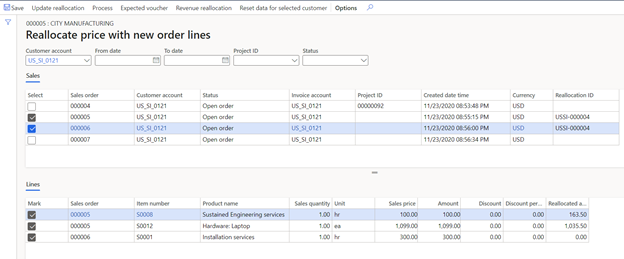 Save Update reallocation Process Expected voucher Revenue reallocation Reset data for selected customer Options
000005 : CITY MANUFACTURING
Reallocate price with new order lines
Customer account From date To date Project ID Status
US_SI_0121
Sales
Select Sales order Customer account Status Invoice account Project ID Created date time Currency Reallocation ID
000004 US_SI_0121 Open order US_SI_0121 00000092 11/23/2020 08:53:48 PM USD
000005 US_SI_0121 Open order US_SI_0121 11/23/2020 08:55:15 PM USD USSI-000004
000006 US_SI_0121 Open order US_SI_0121 11/23/2020 08:56:00 PM USD USSI-000004
000007 US_SI_0121 Open order US_SI_0121 11/23/2020 08:56:34 PM USD
Lines
Mark Sales order Item number Product name Sales quantity Unit Sales price Amount Discount Discount per... Reallocated a...
000005 S0008 Sustained Engineering services 1.00 hr 100.00 100.00 0.00 0.00 163.50
000005 S0012 Hardware: Laptop 1.00 ea 1,099.00 1,099.00 0.00 0.00 1,035.50
000006 S0001 Installation services 1.00 hr 300.00 300.00 0.00 0.00 0.00